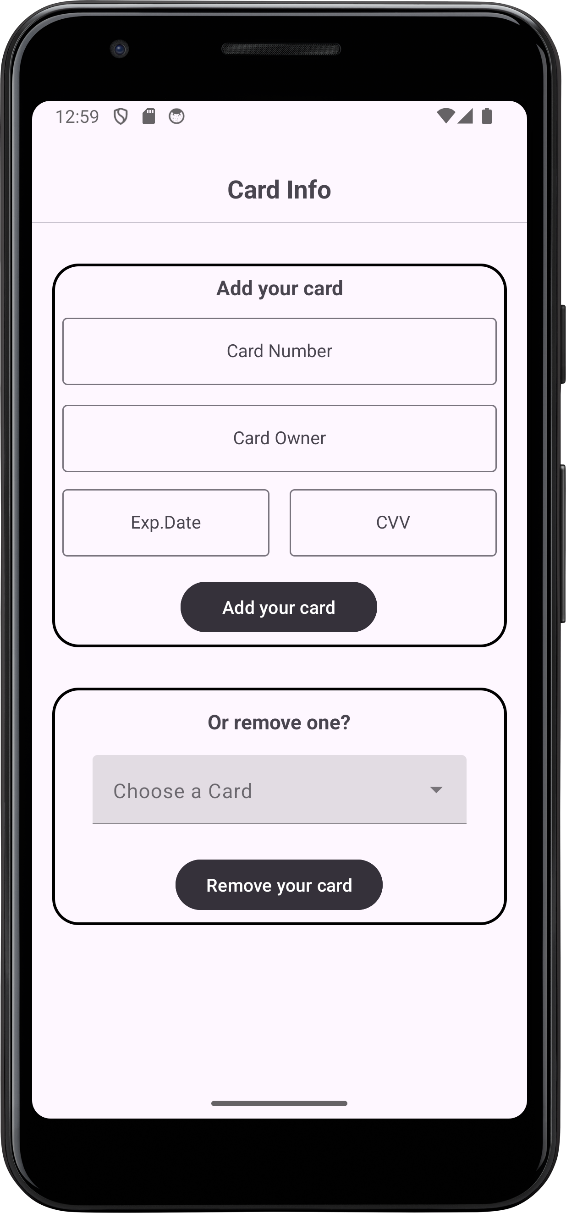 12:59
Card Info
Add your card
Card Number
Card Owner
Exp.Date
CVV
Add your card
Or remove one?
Choose a Card
Remove your card